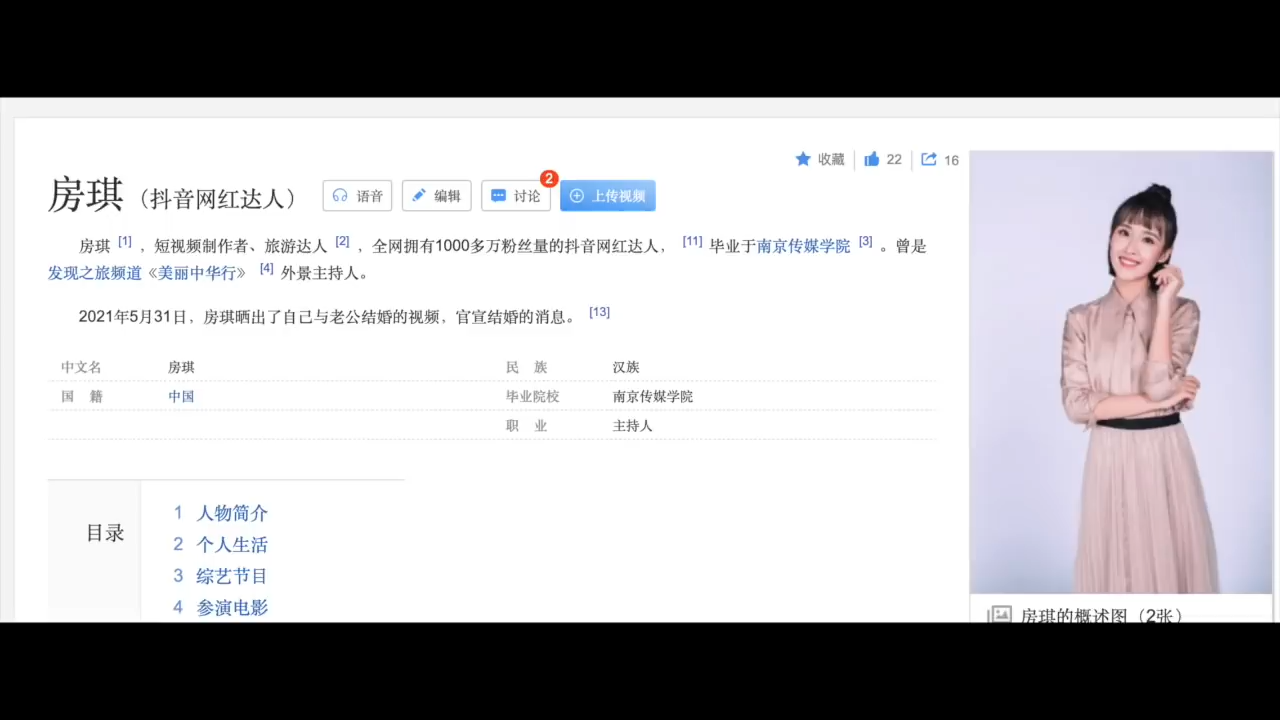 收藏 22 16
房琪（抖音网红达人） 语音 编辑 讨论 2 上传视频
房琪 [1] ，短视频制作者、旅游达人 [2] ，全网拥有1000多万粉丝量的抖音网红达人， [11] 毕业于南京传媒学院 [3] 。曾是
发现之旅频道《美丽中华行》 [4] 外景主持人。
2021年5月31日，房琪晒出了自己与老公结婚的视频，官宣结婚的消息。 [13]
中文名 房琪 民 族 汉族
国 籍 中国 毕业院校 南京传媒学院
职 业 主持人
目录
1 人物简介
2 个人生活
3 综艺节目
4 参演电影
房琪的概述图（2张）